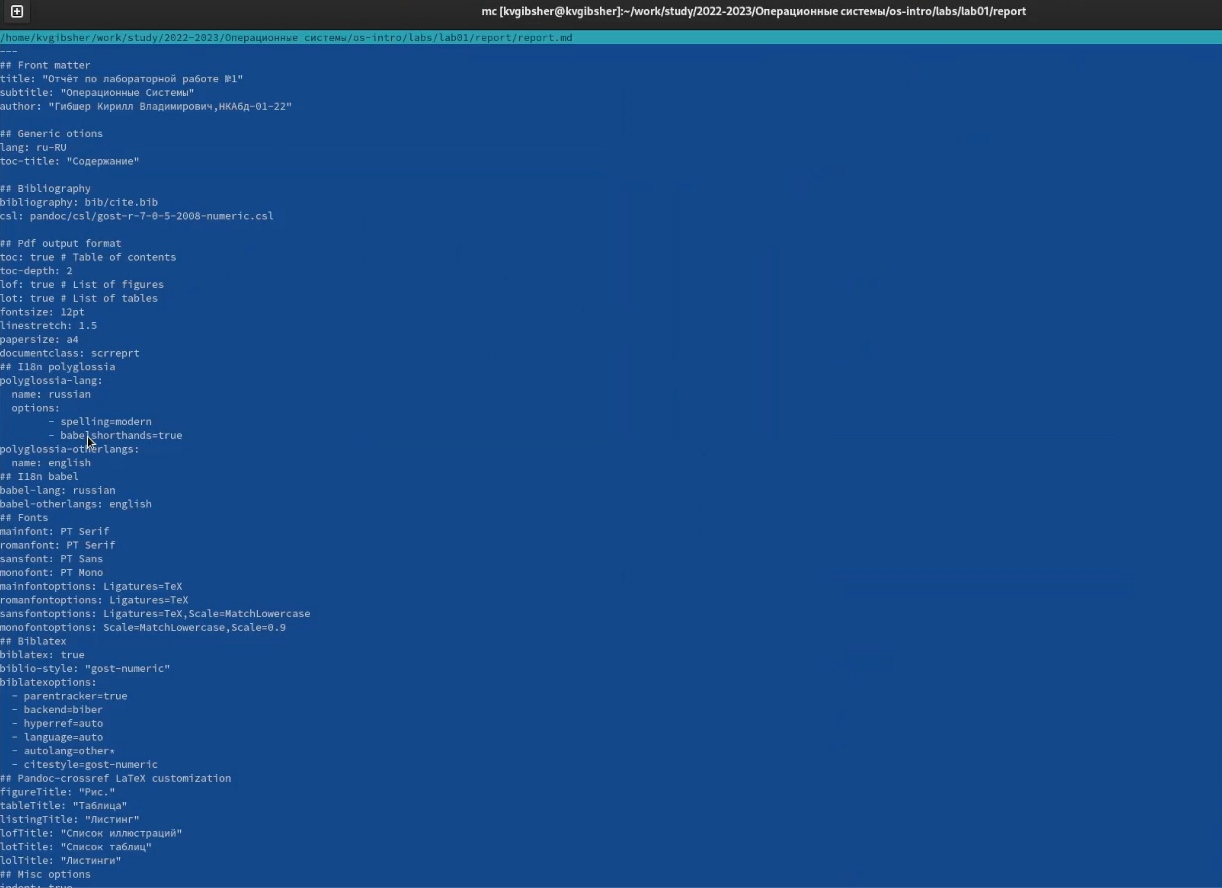 mc [kvgibsher@kvgibsher]:~/work/study/2022-2023/Операционные системы/os-intro/labs/lab01/report
/home/kvgibsher/work/study/2022-2023/Операционные системы/os-intro/labs/lab01/report/report.md
---
## Front matter
title: "Отчёт по лабораторной работе №1"
subtitle: "Операционные Системы"
author: "Гибшер Кирилл Владимирович,НКАбд-01-22"

## Generic otions
lang: ru-RU
toc-title: "Содержание"

## Bibliography
bibliography: bib/cite.bib
csl: pandoc/csl/gost-r-7-0-5-2008-numeric.csl

## Pdf output format
toc: true # Table of contents
toc-depth: 2
lof: true # List of figures
lot: true # List of tables
fontsize: 12pt
linestretch: 1.5
papersize: a4
documentclass: scrreprt
## I18n polyglossia
polyglossia-lang:
  name: russian
  options:
        - spelling=modern
        - babelshorthands=true
polyglossia-otherlangs:
  name: english
## I18n babel
babel-lang: russian
babel-otherlangs: english
## Fonts
mainfont: PT Serif
romanfont: PT Serif
sansfont: PT Sans
monofont: PT Mono
mainfontoptions: Ligatures=TeX
romanfontoptions: Ligatures=TeX
sansfontoptions: Ligatures=TeX,Scale=MatchLowercase
monofontoptions: Scale=MatchLowercase,Scale=0.9
## Biblatex
biblatex: true
biblio-style: "gost-numeric"
biblatexoptions:
  - parentracker=true
  - backend=biber
  - hyperref=auto
  - language=auto
  - autolang=other*
  - citestyle=gost-numeric
## Pandoc-crossref LaTeX customization
figureTitle: "Рис."
tableTitle: "Таблица"
listingTitle: "Листинг"
lofTitle: "Список иллюстраций"
lotTitle: "Список таблиц"
lolTitle: "Листинги"
## Misc options
indent: true